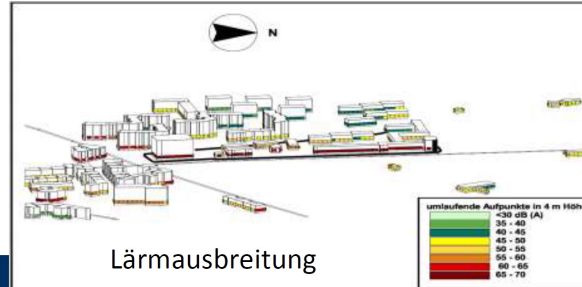 N
umlaufende Aufpunkte in 4 m Höh
<30 dB (A)
35 - 40
40 - 45
45 - 50
50 - 55
55 - 60
60 - 65
65 - 70
Lärmausbreitung